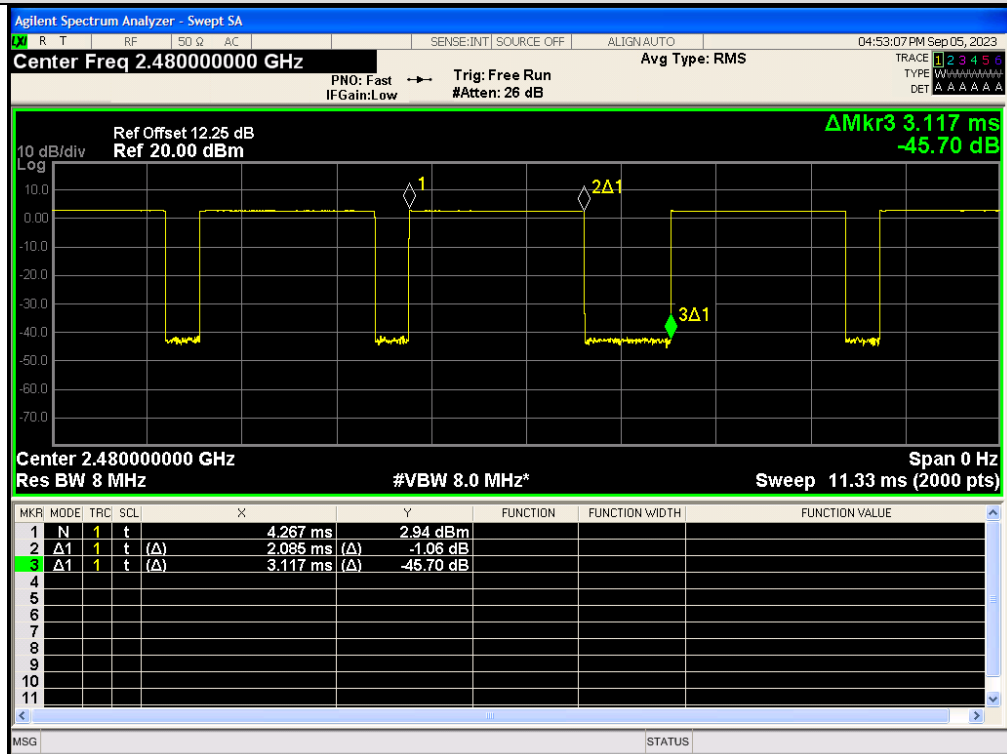 Agilent Spectrum Analyzer - Swept SA
LXI R T RF 50 Ω AC SENSE:INT SOURCE OFF ALIGN AUTO 04:53:07 PM Sep 05, 2023
Center Freq 2.480000000 GHz Avg Type: RMS TRACE 1 2 3 4 5 6
PNO: Fast Trig: Free Run TYPE WWWWWW
IFGain:Low #Atten: 26 dB DET A A A A A A
ΔMkr3 3.117 ms
Ref Offset 12.25 dB
10 dB/div Ref 20.00 dBm -45.70 dB
Log
10.0
0.00
-10.0
-20.0
-30.0
-40.0
-50.0
-60.0
-70.0
1
2Δ1
3Δ1
Center 2.480000000 GHz Span 0 Hz
Res BW 8 MHz #VBW 8.0 MHz* Sweep 11.33 ms (2000 pts)
MKR MODE TRC SCL X Y FUNCTION FUNCTION WIDTH FUNCTION VALUE
1 N 1 t 4.267 ms 2.94 dBm
2 Δ1 1 t (Δ) 2.085 ms (Δ) -1.06 dB
3 Δ1 1 t (Δ) 3.117 ms (Δ) -45.70 dB
4
5
6
7
8
9
10
11
MSG STATUS